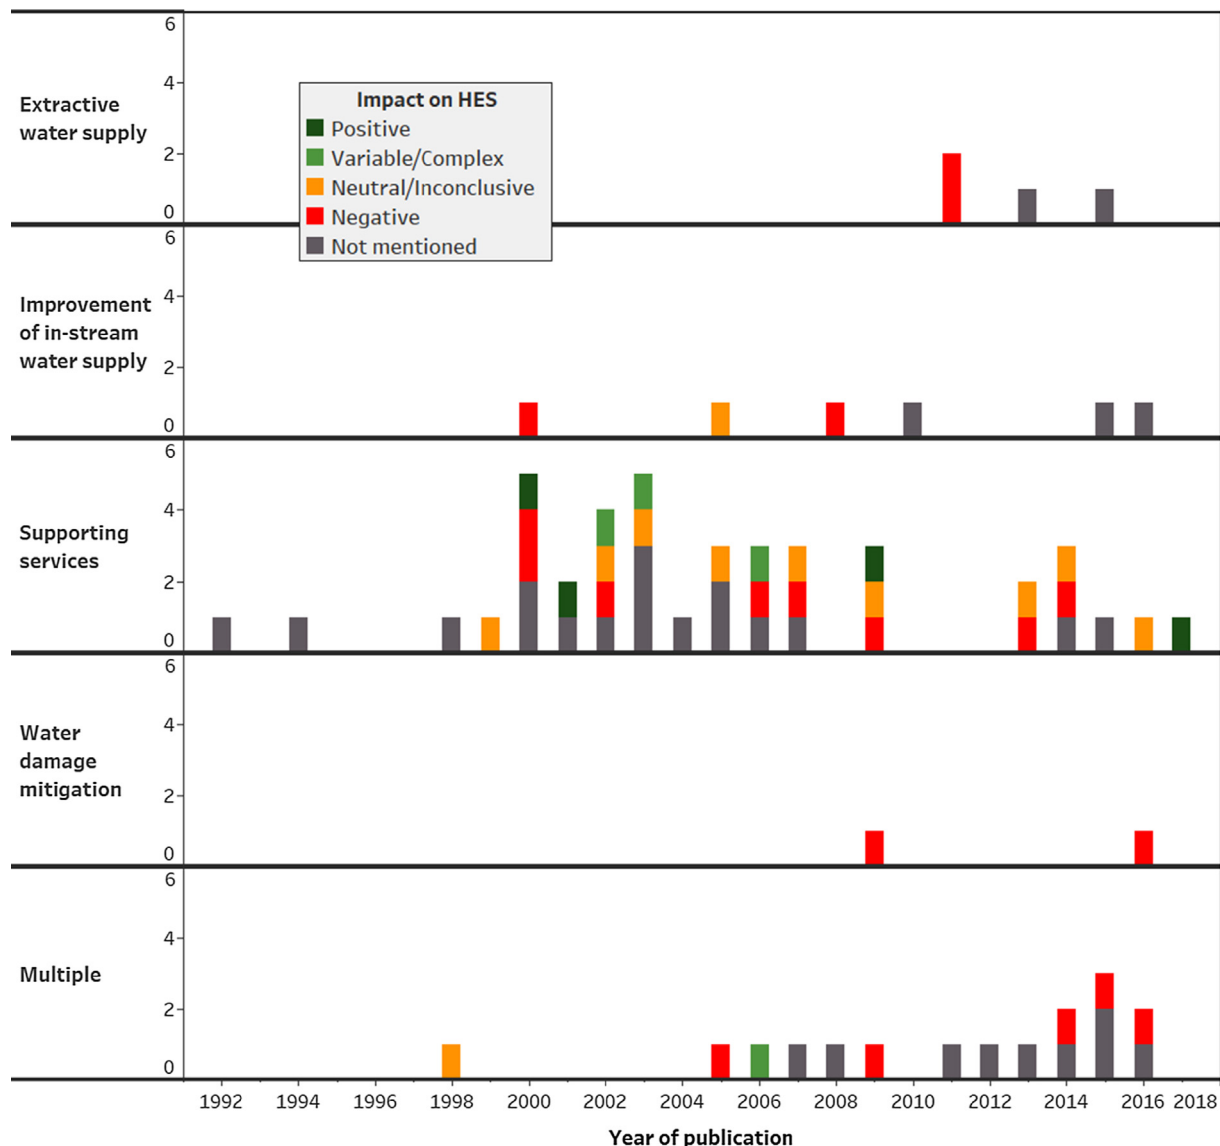 Extractive
water supply
6
4
2
0
Impact on HES
Positive
Variable/Complex
Neutral/Inconclusive
Negative
Not mentioned
Improvement
of in-stream
water supply
6
4
2
0
Supporting
services
6
4
2
0
Water
damage
mitigation
6
4
2
0
Multiple
6
4
2
0
1992 1994 1996 1998 2000 2002 2004 2006 2008 2010 2012 2014 2016 2018
Year of publication